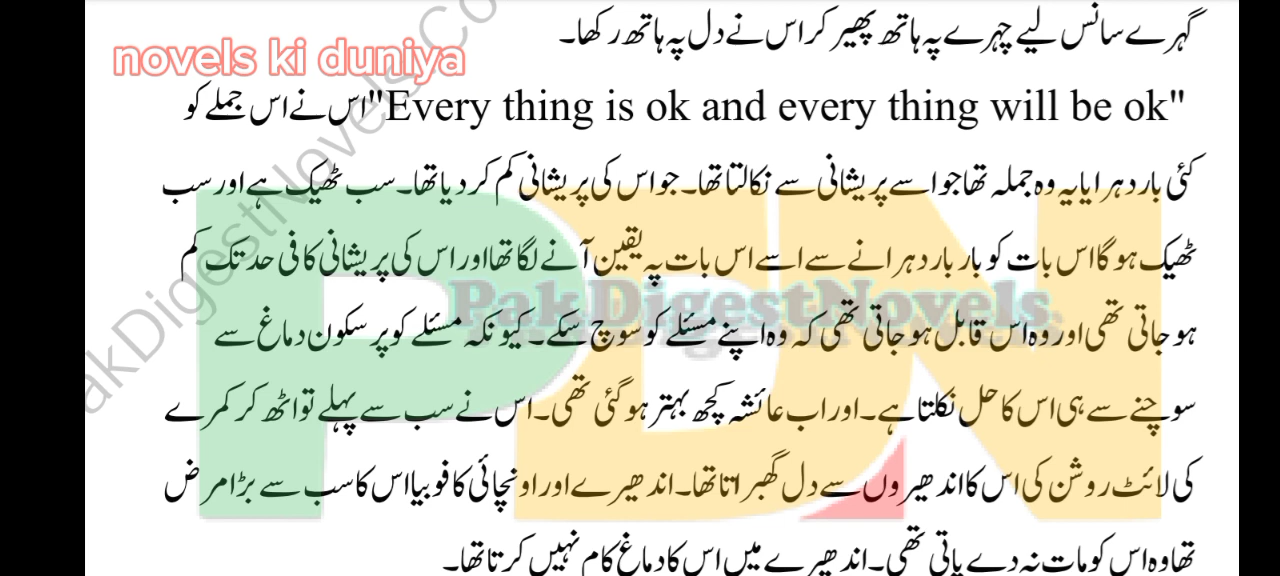 گہرے سانس لیے چہرے پہ ہاتھ پھیر کر اس نے دل پہ ہاتھ رکھا۔
novels ki duniya
"Every thing is ok and every thing will be ok" اس نے اس جملے کو
کئی بار دہرایا یہ وہ جملہ تھا جو اسے پریشانی سے نکالتا تھا۔ جو اس کی پریشانی کم کر دیا تھا۔ سب ٹھیک ہے اور سب
ٹھیک ہو گا اس بات کو بار بار دہرانے سے اسے اس بات پہ یقین آنے لگا تھا اور اس کی پریشانی کافی حد تک کم
ہو جاتی تھی اور وہ اس قابل ہو جاتی تھی کہ وہ اپنے مسئلے کو سوچ سکے۔ کیونکہ مسئلے کو پر سکون دماغ سے
سوچنے سے ہی اس کا حل نکلتا ہے۔ اور اب عائشہ کچھ بہتر ہو گئی تھی۔ اس نے سب سے پہلے تو اٹھ کر کمرے
کی لائٹ روشن کی اس کا اندھیروں سے دل گھبراتا تھا۔ اندھیرے اور اونچائی کا فوبیا اس کا سب سے بڑا مرض
تھا وہ اس کو مات نہ دے پاتی تھی۔ اندھیرے میں اس کا دماغ کام نہیں کرتا تھا۔
PDN
PakDigestNovels
akDigestNovels.Co